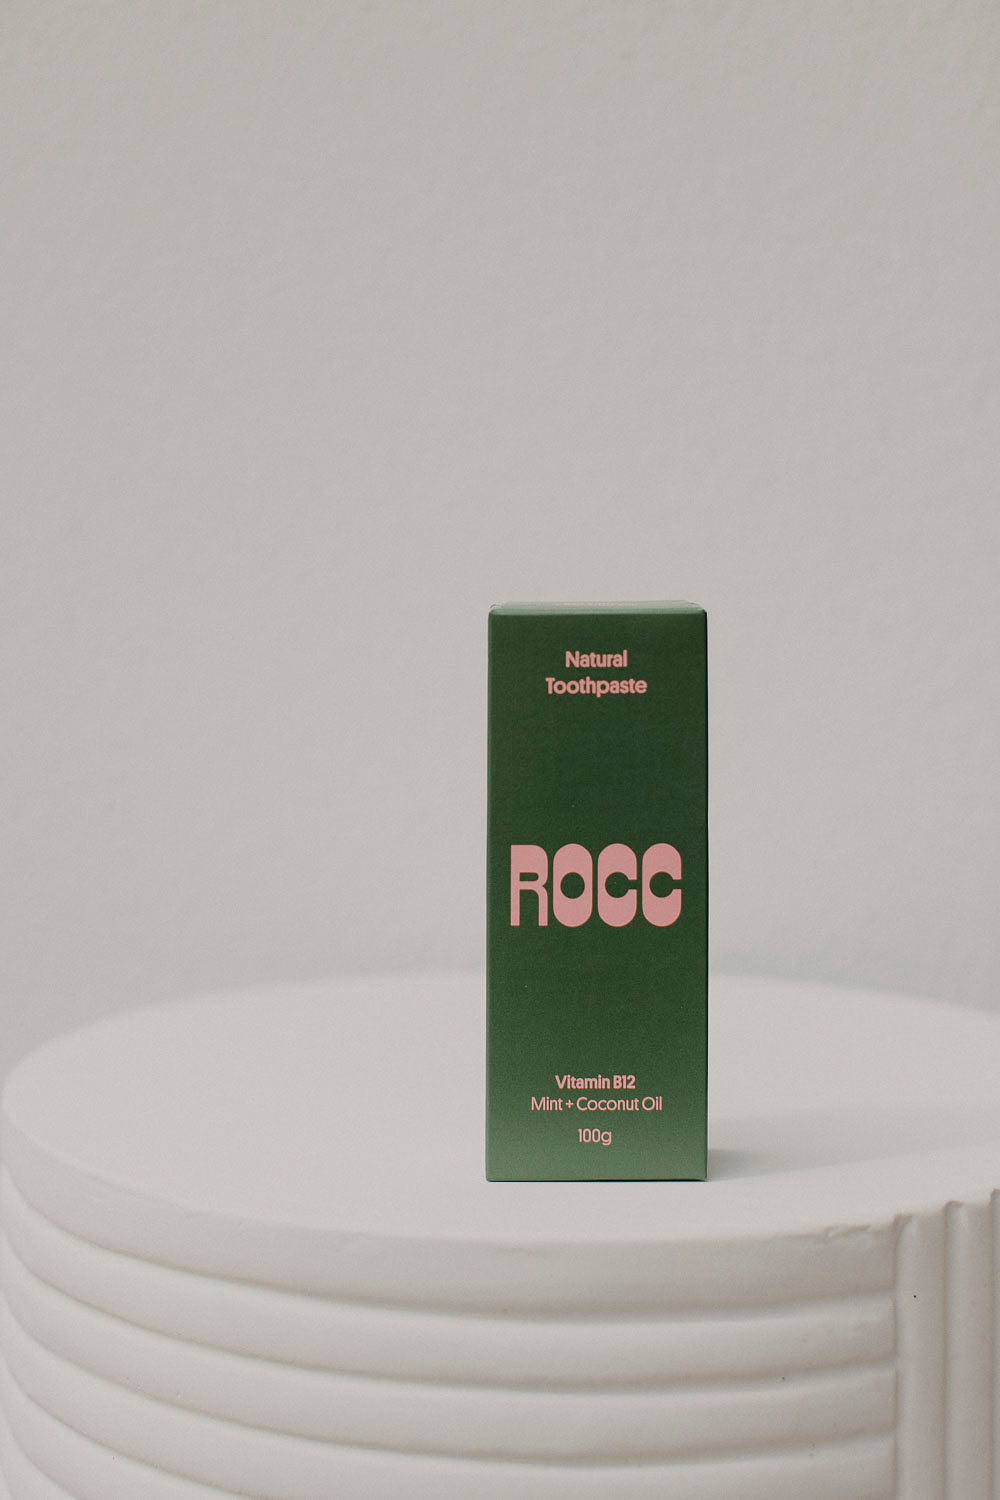 Natural
Toothpaste
ROCC
Vitamin B12
Mint + Coconut Oil
100g